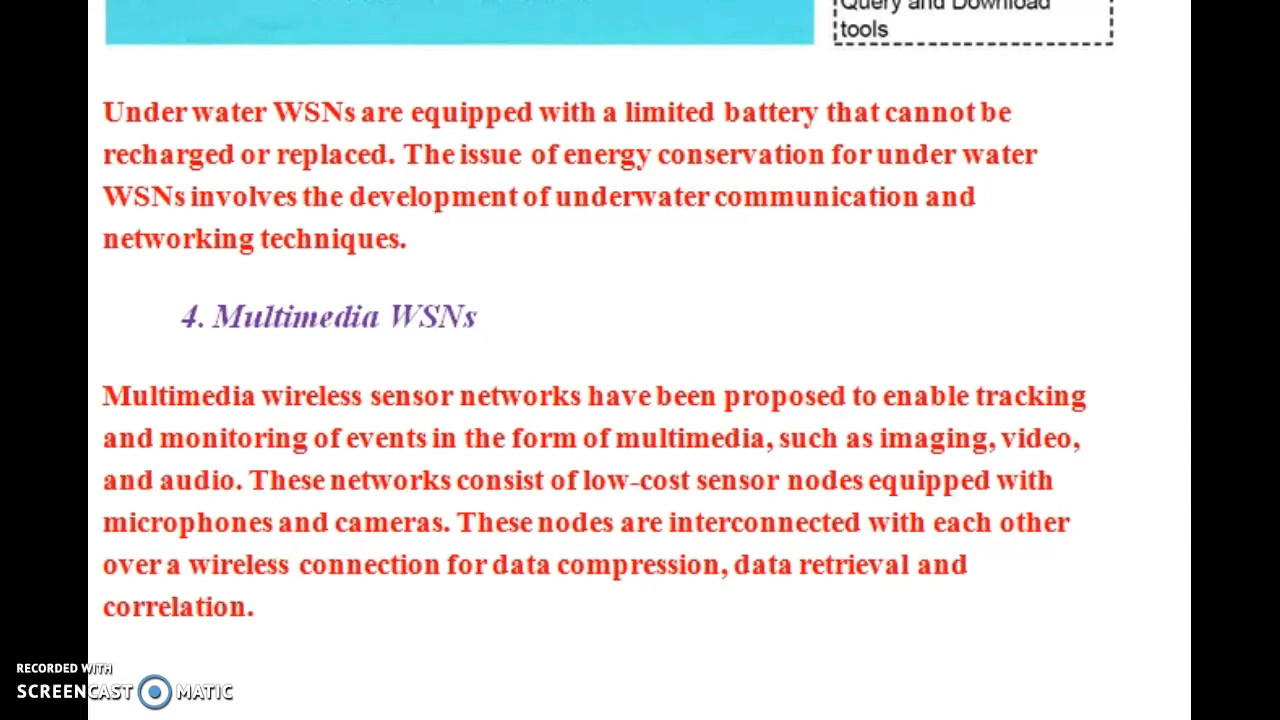 Query and Download
tools
Under water WSNs are equipped with a limited battery that cannot be
recharged or replaced. The issue of energy conservation for under water
WSNs involves the development of underwater communication and
networking techniques.
4. Multimedia WSNs
Multimedia wireless sensor networks have been proposed to enable tracking
and monitoring of events in the form of multimedia, such as imaging, video,
and audio. These networks consist of low-cost sensor nodes equipped with
microphones and cameras. These nodes are interconnected with each other
over a wireless connection for data compression, data retrieval and
correlation.
RECORDED WITH
SCREENCAST MATIC